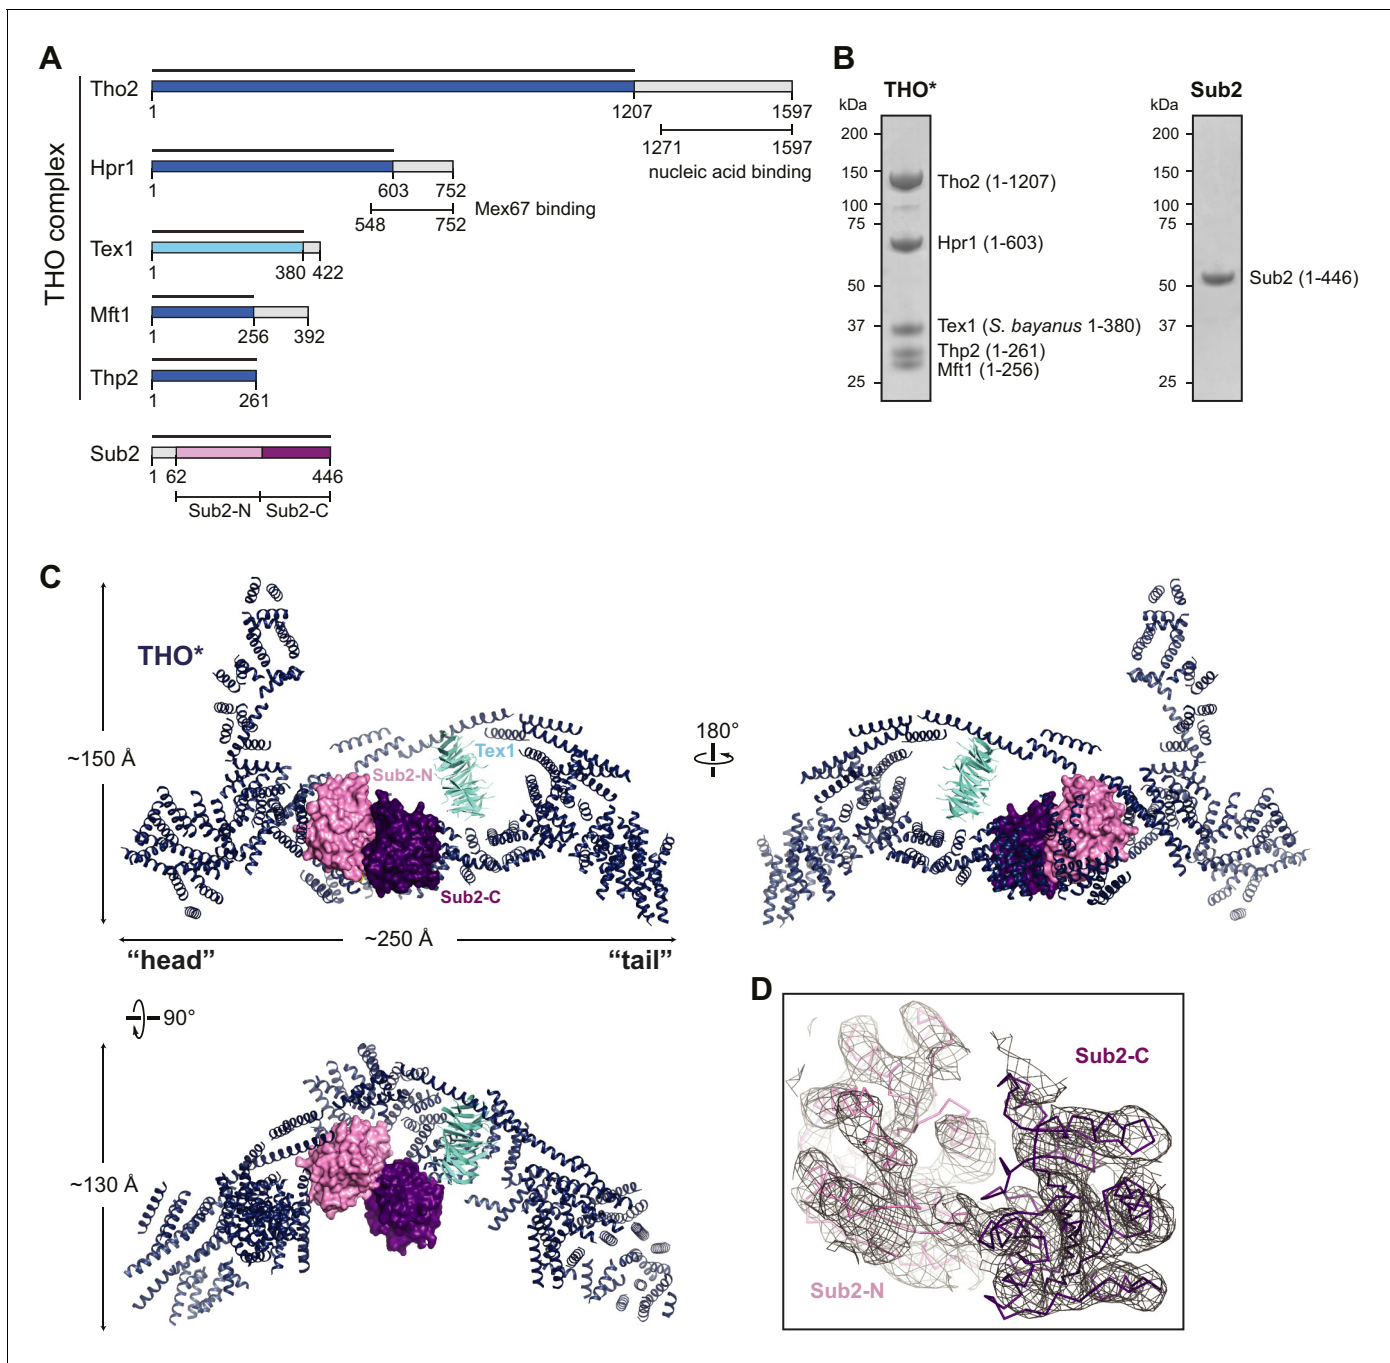 A
THO complex
Tho2
1 1207 1597
1271 1597
nucleic acid binding
Hpr1
1 603 752
548 752
Mex67 binding
Tex1
1 380 422
Mft1
1 256 392
Thp2
1 261
Sub2
1 62 446
Sub2-N Sub2-C
B
THO*
kDa
200
150
100
75
50
37
25
Tho2 (1-1207)
Hpr1 (1-603)
Tex1 (S. bayanus 1-380)
Thp2 (1-261)
Mft1 (1-256)
Sub2
kDa
200
150
100
75
50
37
25
Sub2 (1-446)
C
THO*
~150 Å
Sub2-N
Tex1
Sub2-C
~250 Å
“head” “tail”
180°
90°
~130 Å
D
Sub2-C
Sub2-N